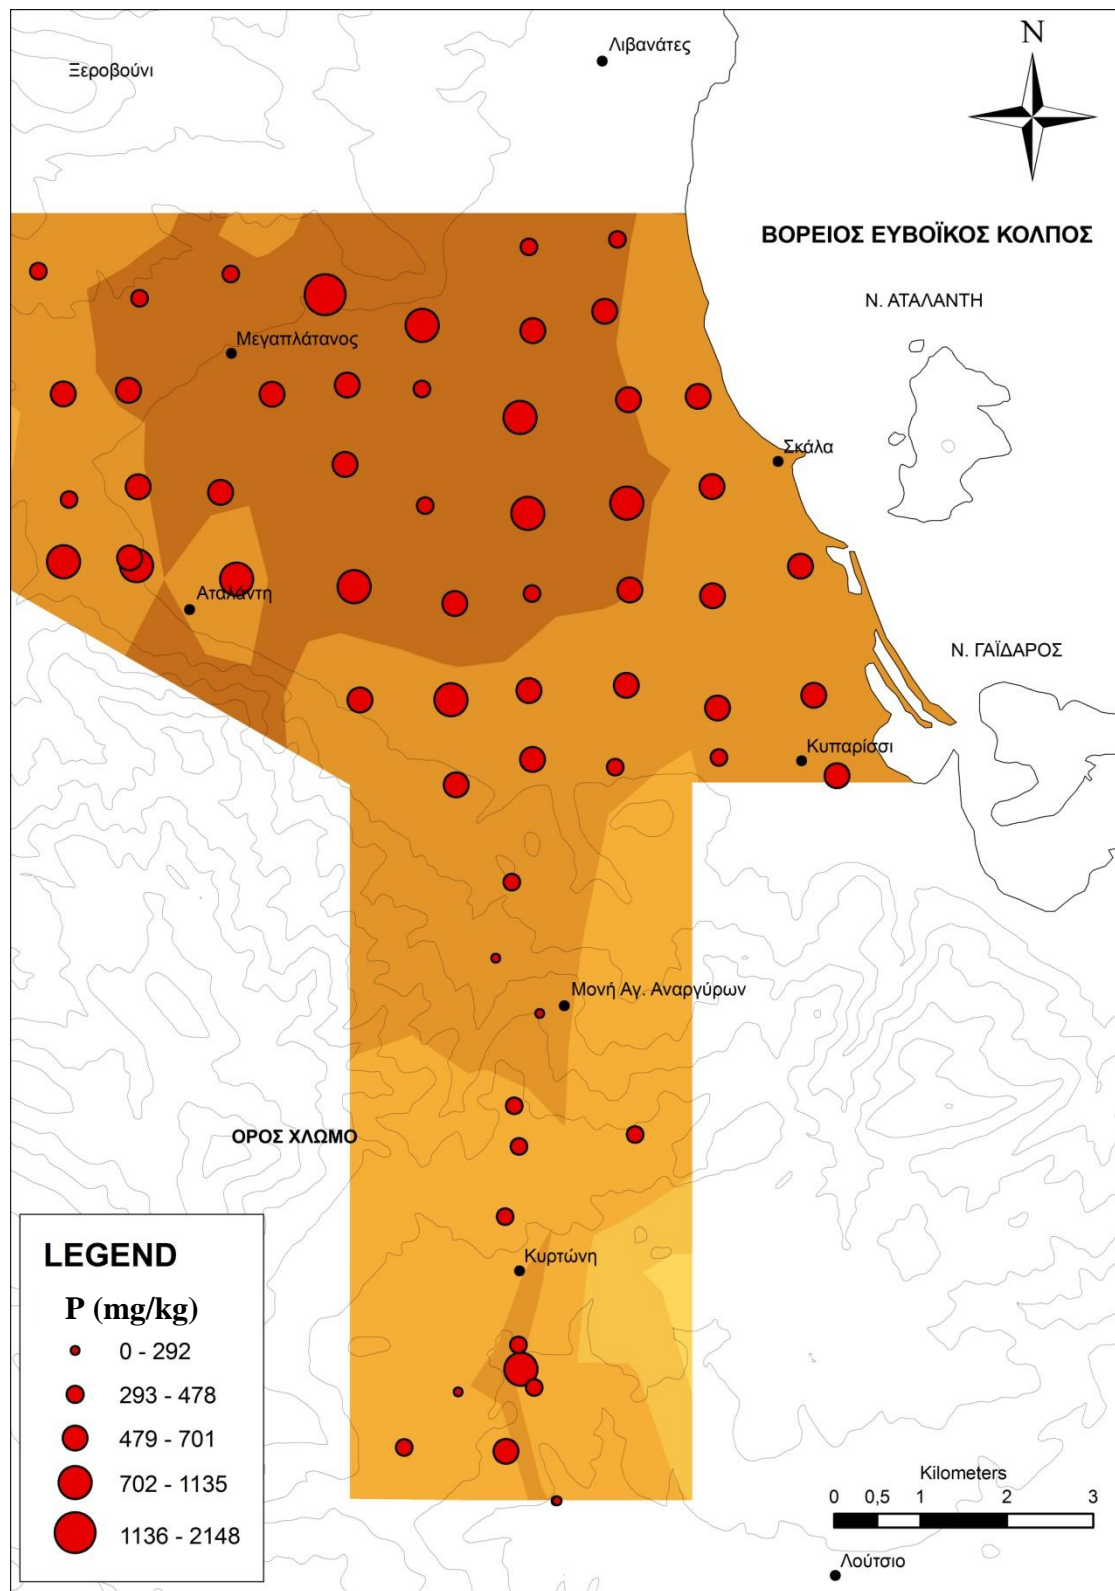 Λιβανάτες
Ξεροβούνι
N
ΒΟΡΕΙΟΣ ΕΥΒΟΪΚΟΣ ΚΟΛΠΟΣ
Ν. ΑΤΑΛΑΝΤΗ
Μεγαπλάτανος
Σκάλα
Αταλάντη
Ν. ΓΑΪΔΑΡΟΣ
Κυπαρίσσι
Μονή Αγ. Αναργύρων
ΟΡΟΣ ΧΛΩΜΟ
Κυρτώνη
LEGEND
P (mg/kg)
0 - 292
293 - 478
479 - 701
702 - 1135
1136 - 2148
Kilometers
0 0,5 1 2 3
Λούτσιο